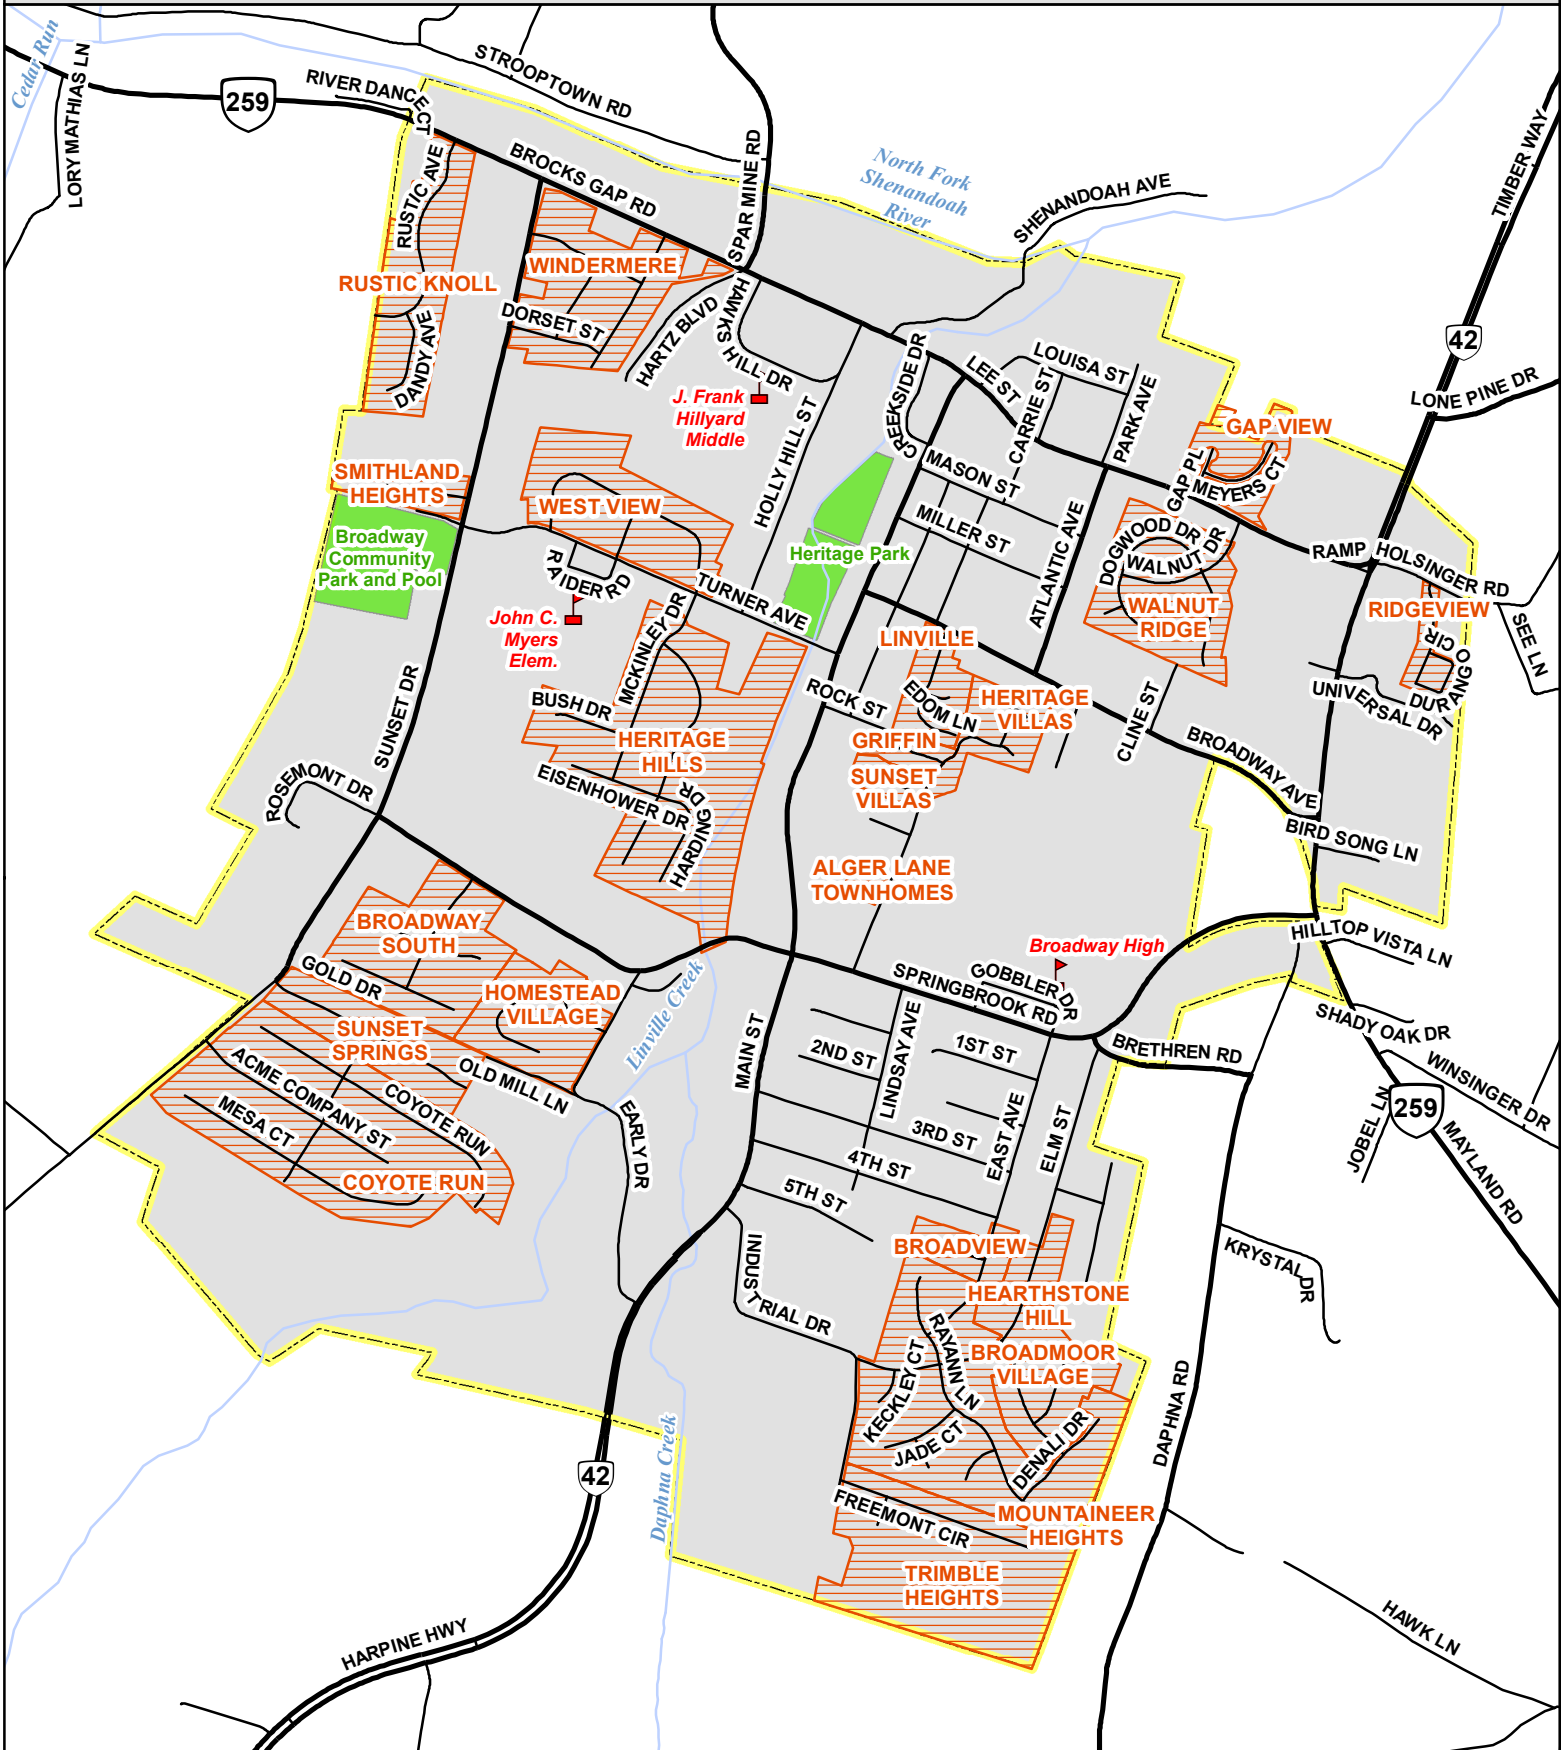 Cedar Run
LORY MATHIAS LN
259
RIVER DANCE CT
STROOPTOWN RD
BROCKS GAP RD
SPAR MINE RD
North Fork
Shenandoah
River
SHENANDOAH AVE
TIMBER WAY
42
LONE PINE DR
RUSTIC AVE
RUSTIC KNOLL
DANDY AVE
WINDERMERE
DORSET ST
HARTZ BLVD
HAWKS HILL DR
J. Frank
Hillyard
Middle
HOLLY HILL ST
CREEKSIDE DR
LEE ST
LOUISA ST
CARRIE ST
PARK AVE
GAP VIEW
GAP PL
MEYERS CT
SMITHLAND
HEIGHTS
Broadway
Community
Park and Pool
WEST VIEW
RAIDER RD
John C.
Myers
Elem.
TURNER AVE
Heritage Park
MASON ST
MILLER ST
ATLANTIC AVE
DOGWOOD DR
WALNUT DR
WALNUT
RIDGE
RAMP
HOLSINGER RD
RIDGEVIEW
SEE LN
DURANGO CIR
UNIVERSAL DR
SUNSET DR
MCKINLEY DR
BUSH DR
HERITAGE
HILLS
EISENHOWER DR
HARDING DR
ROCK ST
LINVILLE
EDOM LN
HERITAGE
VILLAS
GRIFFIN
SUNSET
VILLAS
CLINE ST
BROADWAY AVE
BIRD SONG LN
ROSEMONT DR
ALGER LANE
TOWNHOMES
BROADWAY
SOUTH
GOLD DR
HOMESTEAD
VILLAGE
SUNSET
SPRINGS
OLD MILL LN
ACME COMPANY ST
COYOTE RUN
MESA CT
COYOTE RUN
Linville Creek
EARLY DR
MAIN ST
Broadway High
GOBBLER DR
SPRINGBROOK RD
HILLTOP VISTA LN
SHADY OAK DR
WINSINGER DR
BRETHREN RD
259
JOBEL LN
MAYLAND RD
1ST ST
2ND ST
LINDSAY AVE
3RD ST
4TH ST
5TH ST
EAST AVE
ELM ST
INDUSTRIAL DR
BROADVIEW
HEARTHSTONE
HILL
BROADMOOR
VILLAGE
RAYANN LN
KECKLEY CT
JADE CT
DENALI DR
KRYSTAL DR
DAPHNA RD
42
Daphna Creek
FREEMONT CIR
MOUNTAINEER
HEIGHTS
TRIMBLE
HEIGHTS
HARPINE HWY
HAWK LN